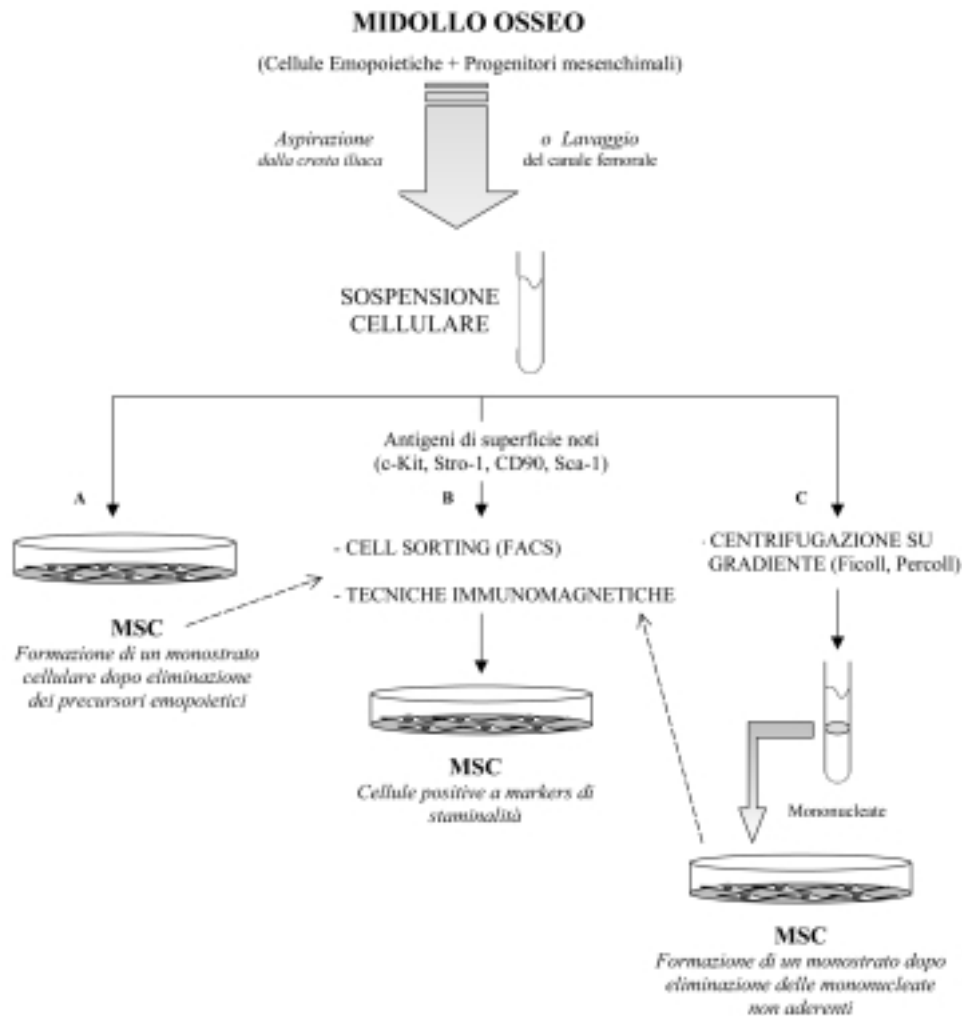 MIDOLLO OSSEO
(Cellule Emopoietiche + Progenitori mesenchimali)
Aspirazione
dalla cresta iliaca
o Lavaggio
del canale femorale
SOSPENSIONE
CELLULARE
Antigeni di superficie noti
(c-Kit, Stro-1, CD90, Sca-1)
A
B
C
- CELL SORTING (FACS)
- TECNICHE IMMUNOMAGNETICHE
- CENTRIFUGAZIONE SU
GRADIENTE (Ficoll, Percoll)
MSC
Formazione di un monostrato
cellulare dopo eliminazione
dei precursori emopoietici
MSC
Cellule positive a markers di
staminalità
Mononucleate
MSC
Formazione di un monostrato dopo
eliminazione delle mononucleate
non aderenti